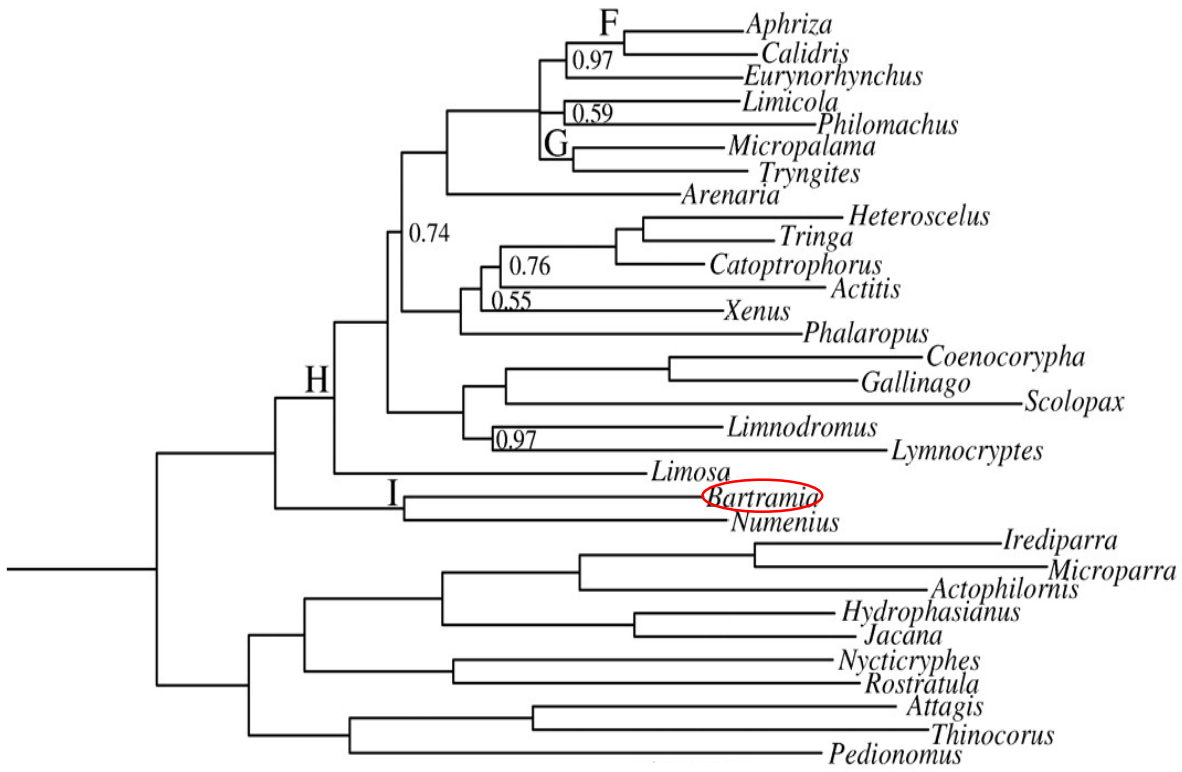 F
Aphriza
Calidris
0.97
Eurynorhynchus
Limicola
0.59
Philomachus
G
Micropalama
Tryngites
Arenaria
Heteroscelus
0.74
Tringa
Catoptrophorus
0.76
Actitis
0.55
Xenus
Phalaropus
Coenocorypha
H
Gallinago
Scolopax
Limnodromus
0.97
Lymnocryptes
Limosa
I
Bartramia
Numenius
Irediparra
Microparra
Actophilornis
Hydrophasianus
Jacana
Nycticryphes
Rostratula
Attagis
Thinocorus
Pedionomus